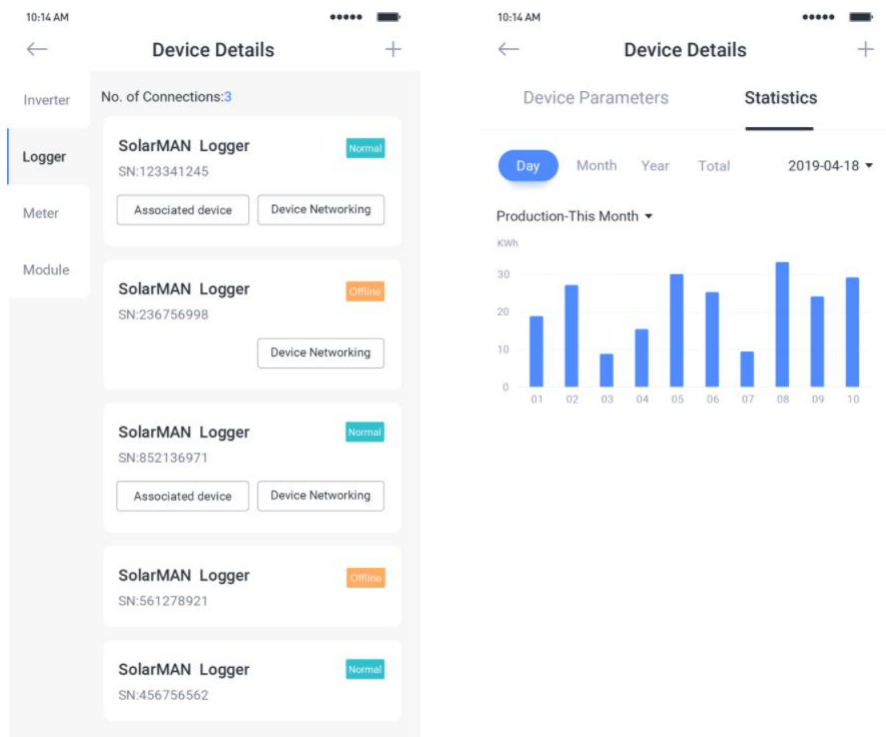 10:14 AM
Device Details
Inverter
Logger
Meter
Module
No. of Connections:3
SolarMAN Logger
Normal
SN:123341245
Associated device
Device Networking
SolarMAN Logger
Offline
SN:236756998
Device Networking
SolarMAN Logger
Normal
SN:852136971
Associated device
Device Networking
SolarMAN Logger
Offline
SN:561278921
SolarMAN Logger
Normal
SN:456756562
10:14 AM
Device Details
Device Parameters
Statistics
Day
Month
Year
Total
2019-04-18
Production-This Month
KWh
30
20
10
0
01 02 03 04 05 06 07 08 09 10